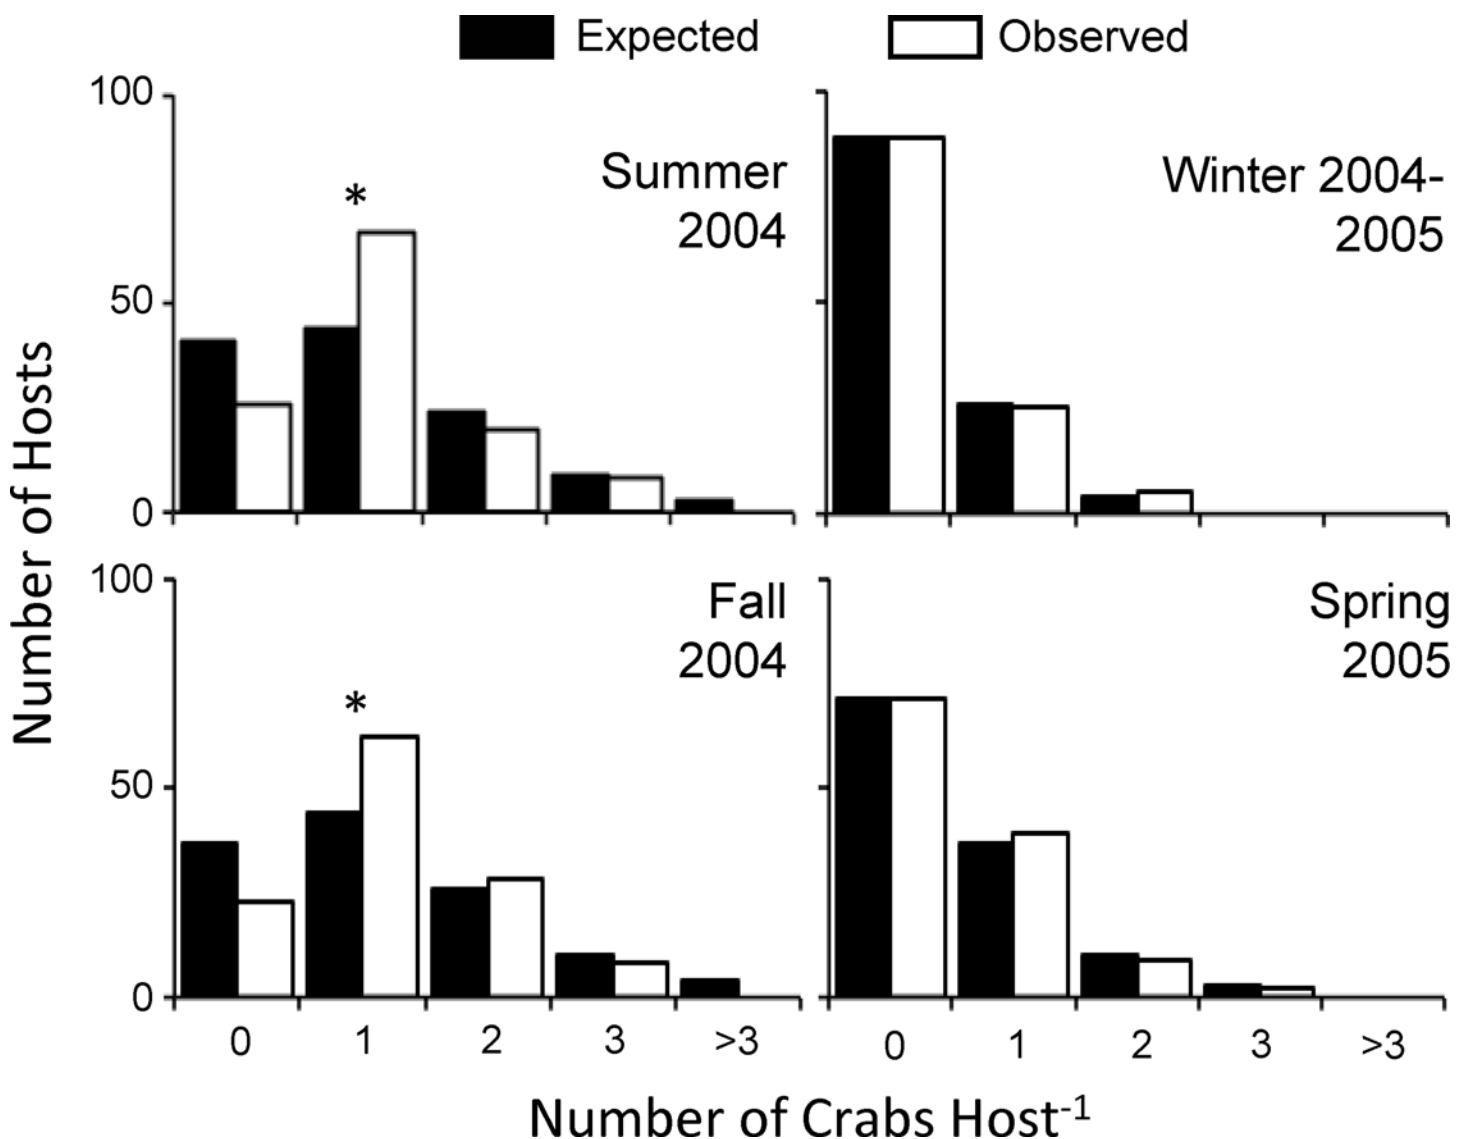 Expected Observed
100
50
0
*
Summer
2004
Winter 2004-
2005
100
50
0
*
Fall
2004
Spring
2005
0 1 2 3 >3
0 1 2 3 >3
Number of Hosts
Number of Crabs Host⁻¹